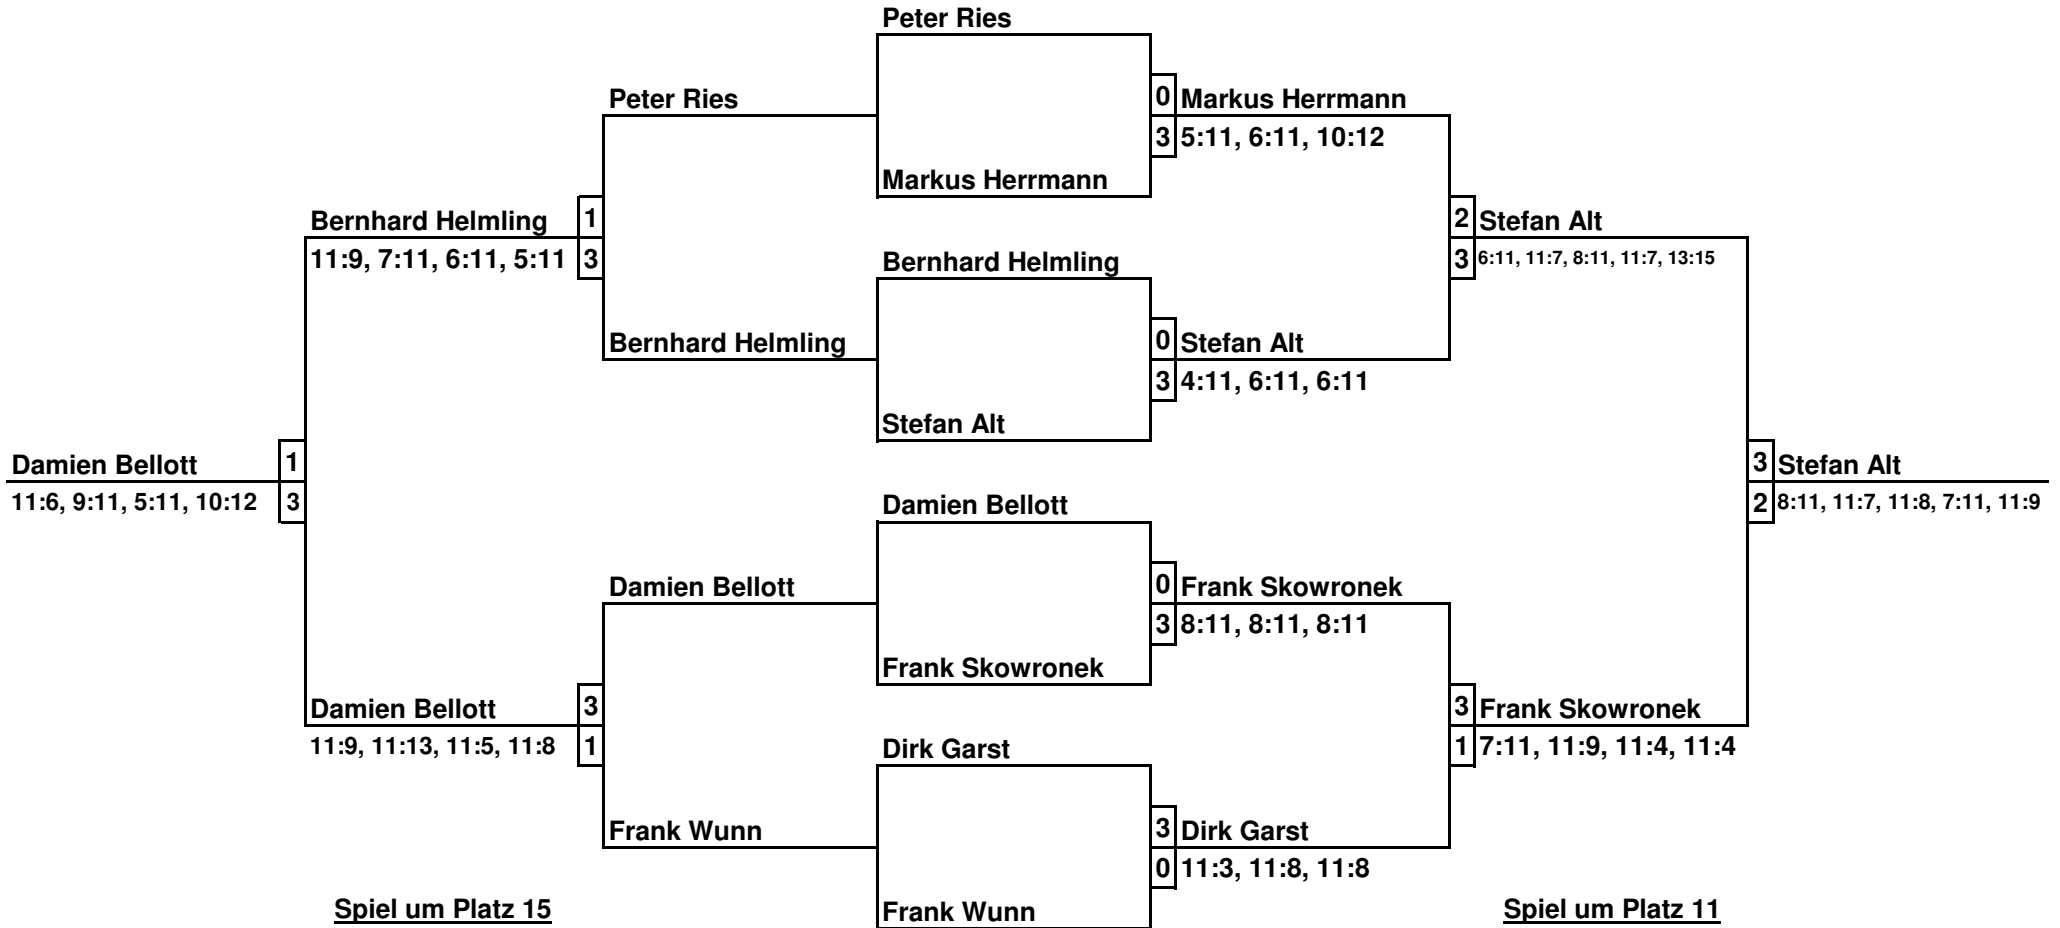 Peter Ries
Peter Ries
0 Markus Herrmann
3 5:11, 6:11, 10:12
Markus Herrmann
Bernhard Helmling 1
11:9, 7:11, 6:11, 5:11 3
2 Stefan Alt
3 6:11, 11:7, 8:11, 11:7, 13:15
Bernhard Helmling
Bernhard Helmling
0 Stefan Alt
3 4:11, 6:11, 6:11
Stefan Alt
Damien Bellott 1
11:6, 9:11, 5:11, 10:12 3
3 Stefan Alt
2 8:11, 11:7, 11:8, 7:11, 11:9
Damien Bellott
Damien Bellott
0 Frank Skowronek
3 8:11, 8:11, 8:11
Frank Skowronek
Damien Bellott 3
11:9, 11:13, 11:5, 11:8 1
3 Frank Skowronek
1 7:11, 11:9, 11:4, 11:4
Dirk Garst
Frank Wunn
3 Dirk Garst
0 11:3, 11:8, 11:8
Frank Wunn
Spiel um Platz 15
Spiel um Platz 11